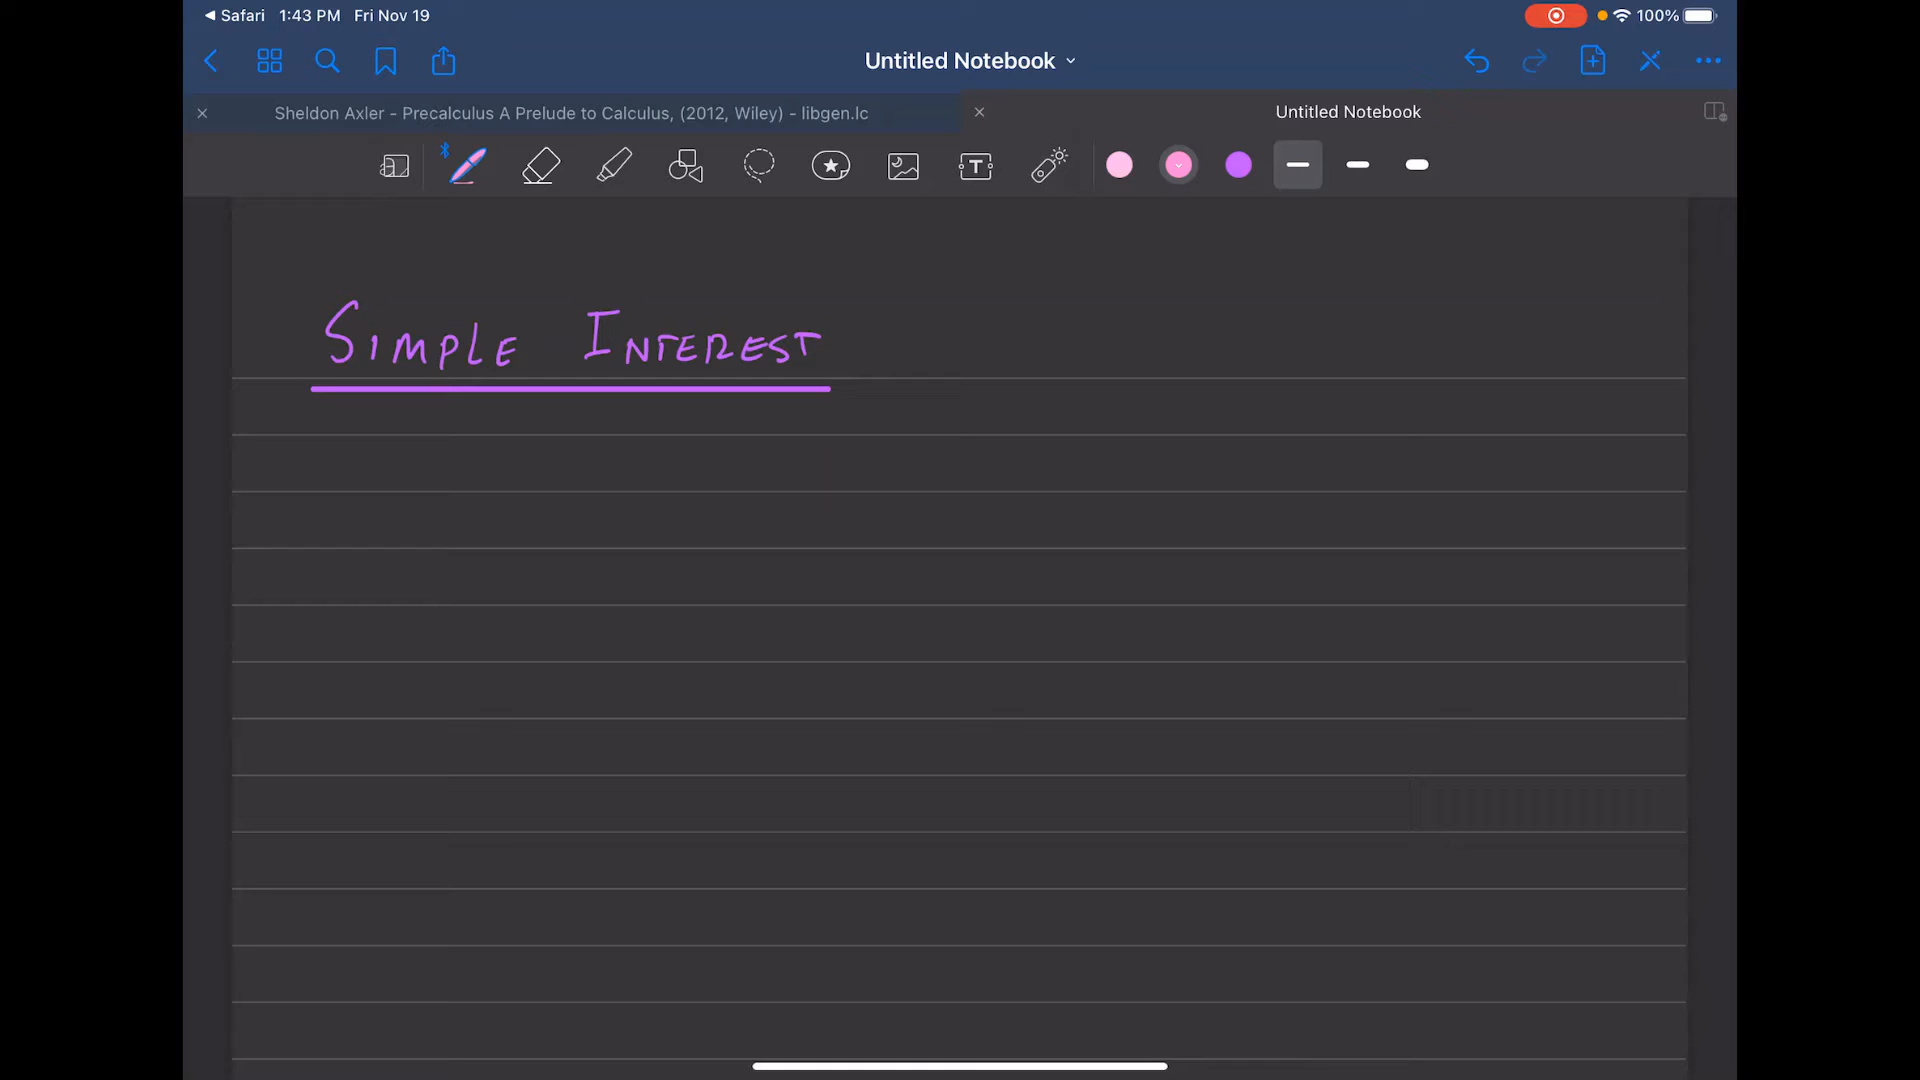 Safari 1:43 PM Fri Nov 19 100%
Untitled Notebook
Sheldon Axler - Precalculus A Prelude to Calculus, (2012, Wiley) - libgen.lc
Untitled Notebook
SIMPLE INTEREST